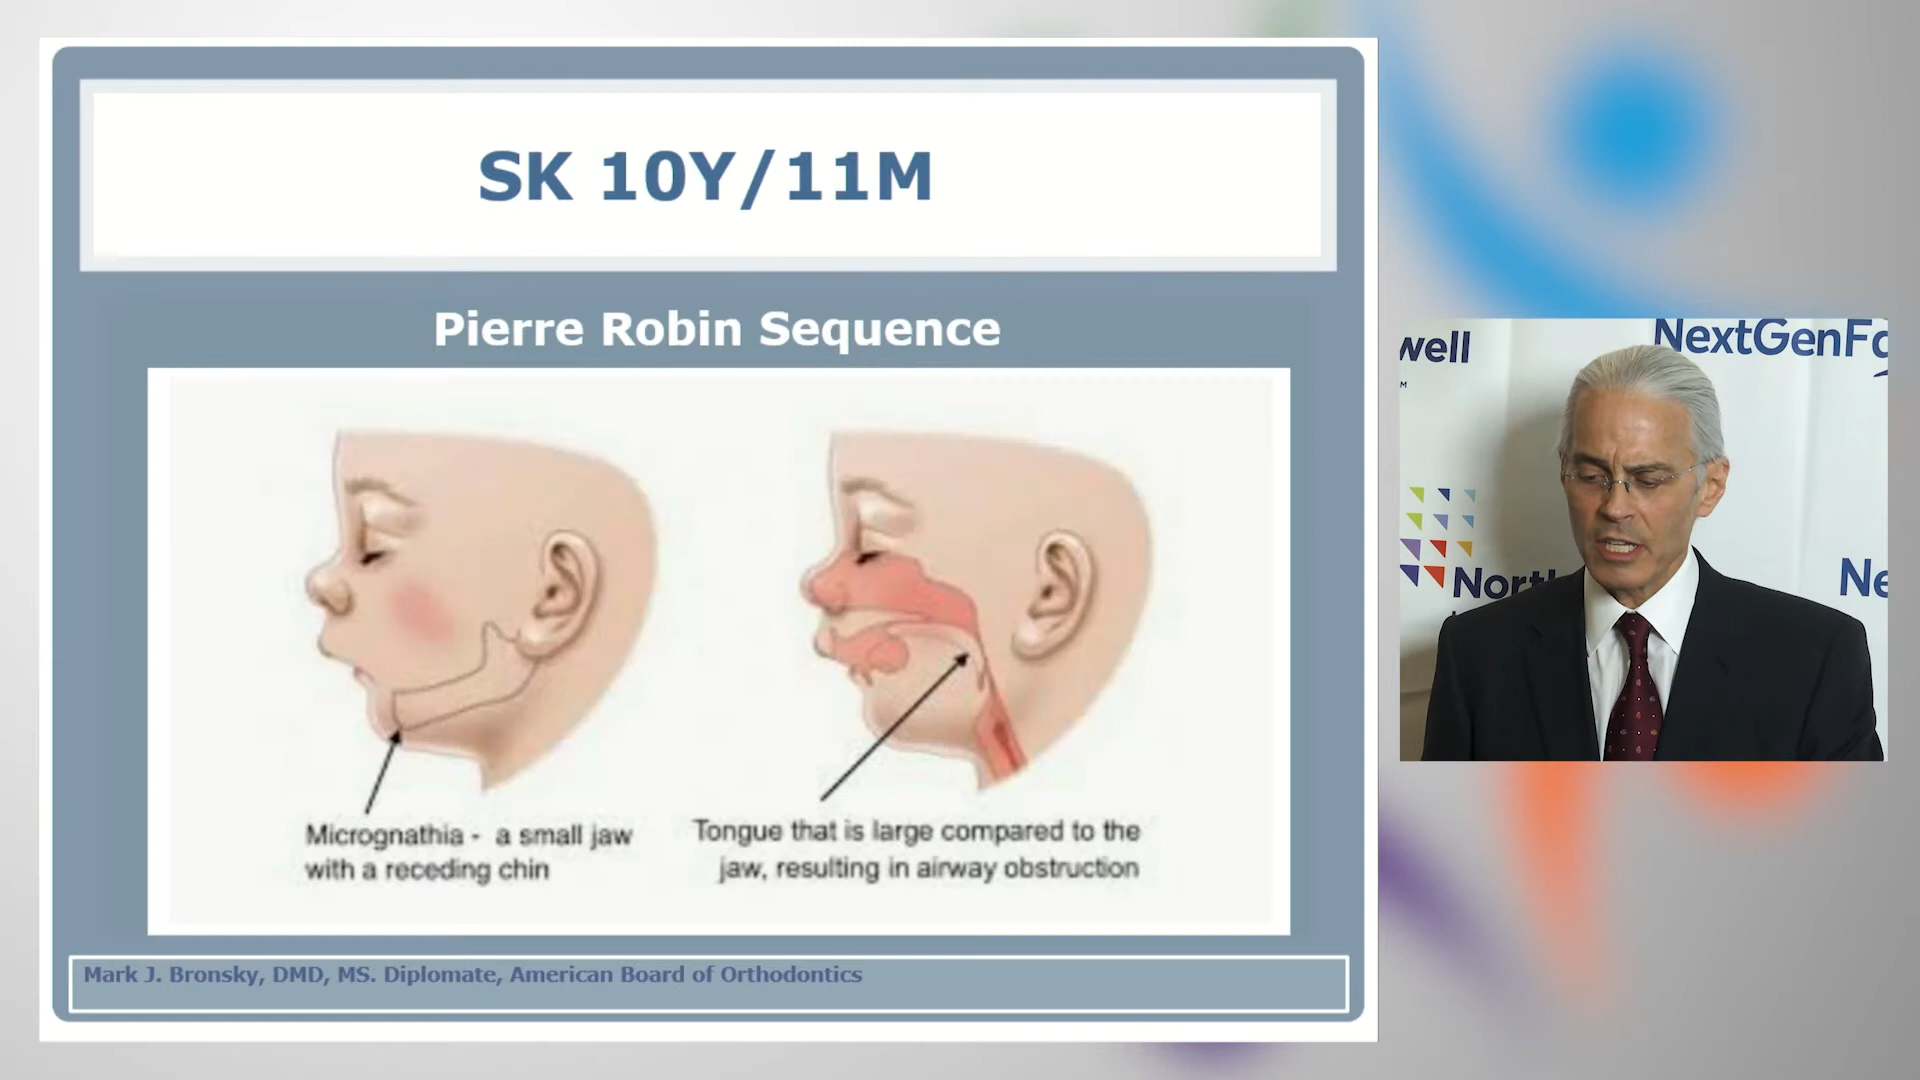 SK 10Y/11M
Pierre Robin Sequence
Micrognathia - a small jaw
with a receding chin
Tongue that is large compared to the
jaw, resulting in airway obstruction
Mark J. Bronsky, DMD, MS. Diplomate, American Board of Orthodontics
well
NextGenFa
Nort
Ne